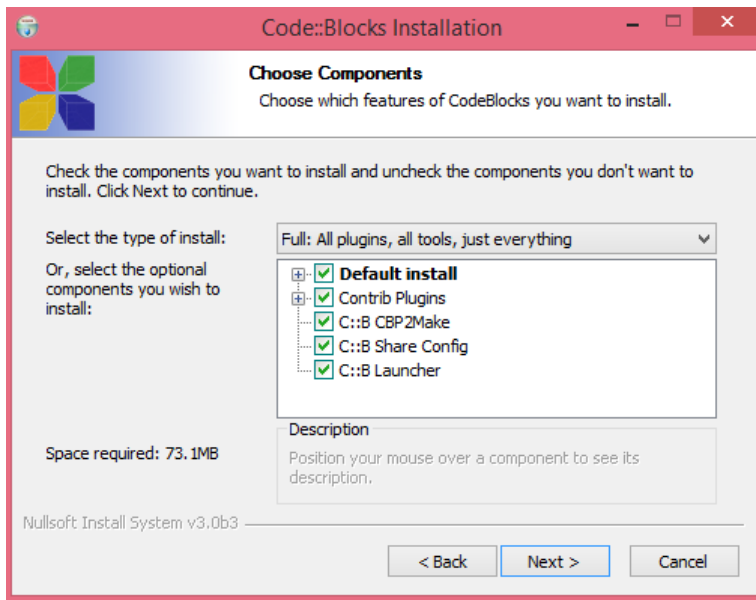 Code::Blocks Installation
Choose Components
Choose which features of CodeBlocks you want to install.
Check the components you want to install and uncheck the components you don't want to
install. Click Next to continue.
Select the type of install:
Full: All plugins, all tools, just everything
Or, select the optional
components you wish to
install:
Default install
Contrib Plugins
C::B CBP2Make
C::B Share Config
C::B Launcher
Space required: 73.1MB
Description
Position your mouse over a component to see its
description.
Nullsoft Install System v3.0b3
< Back
Next >
Cancel